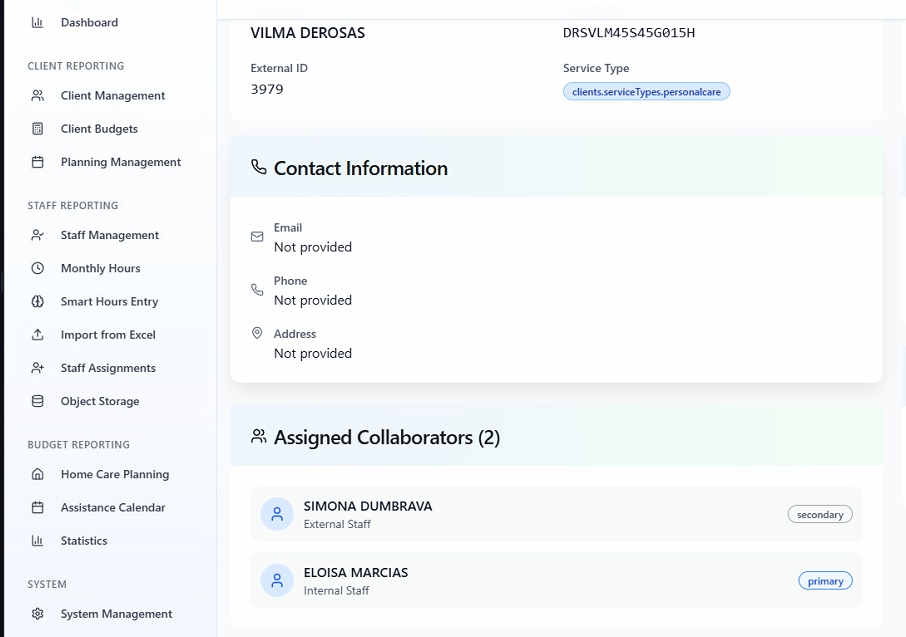 Dashboard
CLIENT REPORTING
Client Management
Client Budgets
Planning Management
STAFF REPORTING
Staff Management
Monthly Hours
Smart Hours Entry
Import from Excel
Staff Assignments
Object Storage
BUDGET REPORTING
Home Care Planning
Assistance Calendar
Statistics
SYSTEM
System Management
VILMA DEROSAS
DRSVLM45S45G015H
External ID
Service Type
3979
clients.serviceTypes.personalcare
Contact Information
Email
Not provided
Phone
Not provided
Address
Not provided
Assigned Collaborators (2)
SIMONA DUMBRAVA
External Staff
secondary
ELOISA MARCIAS
Internal Staff
primary